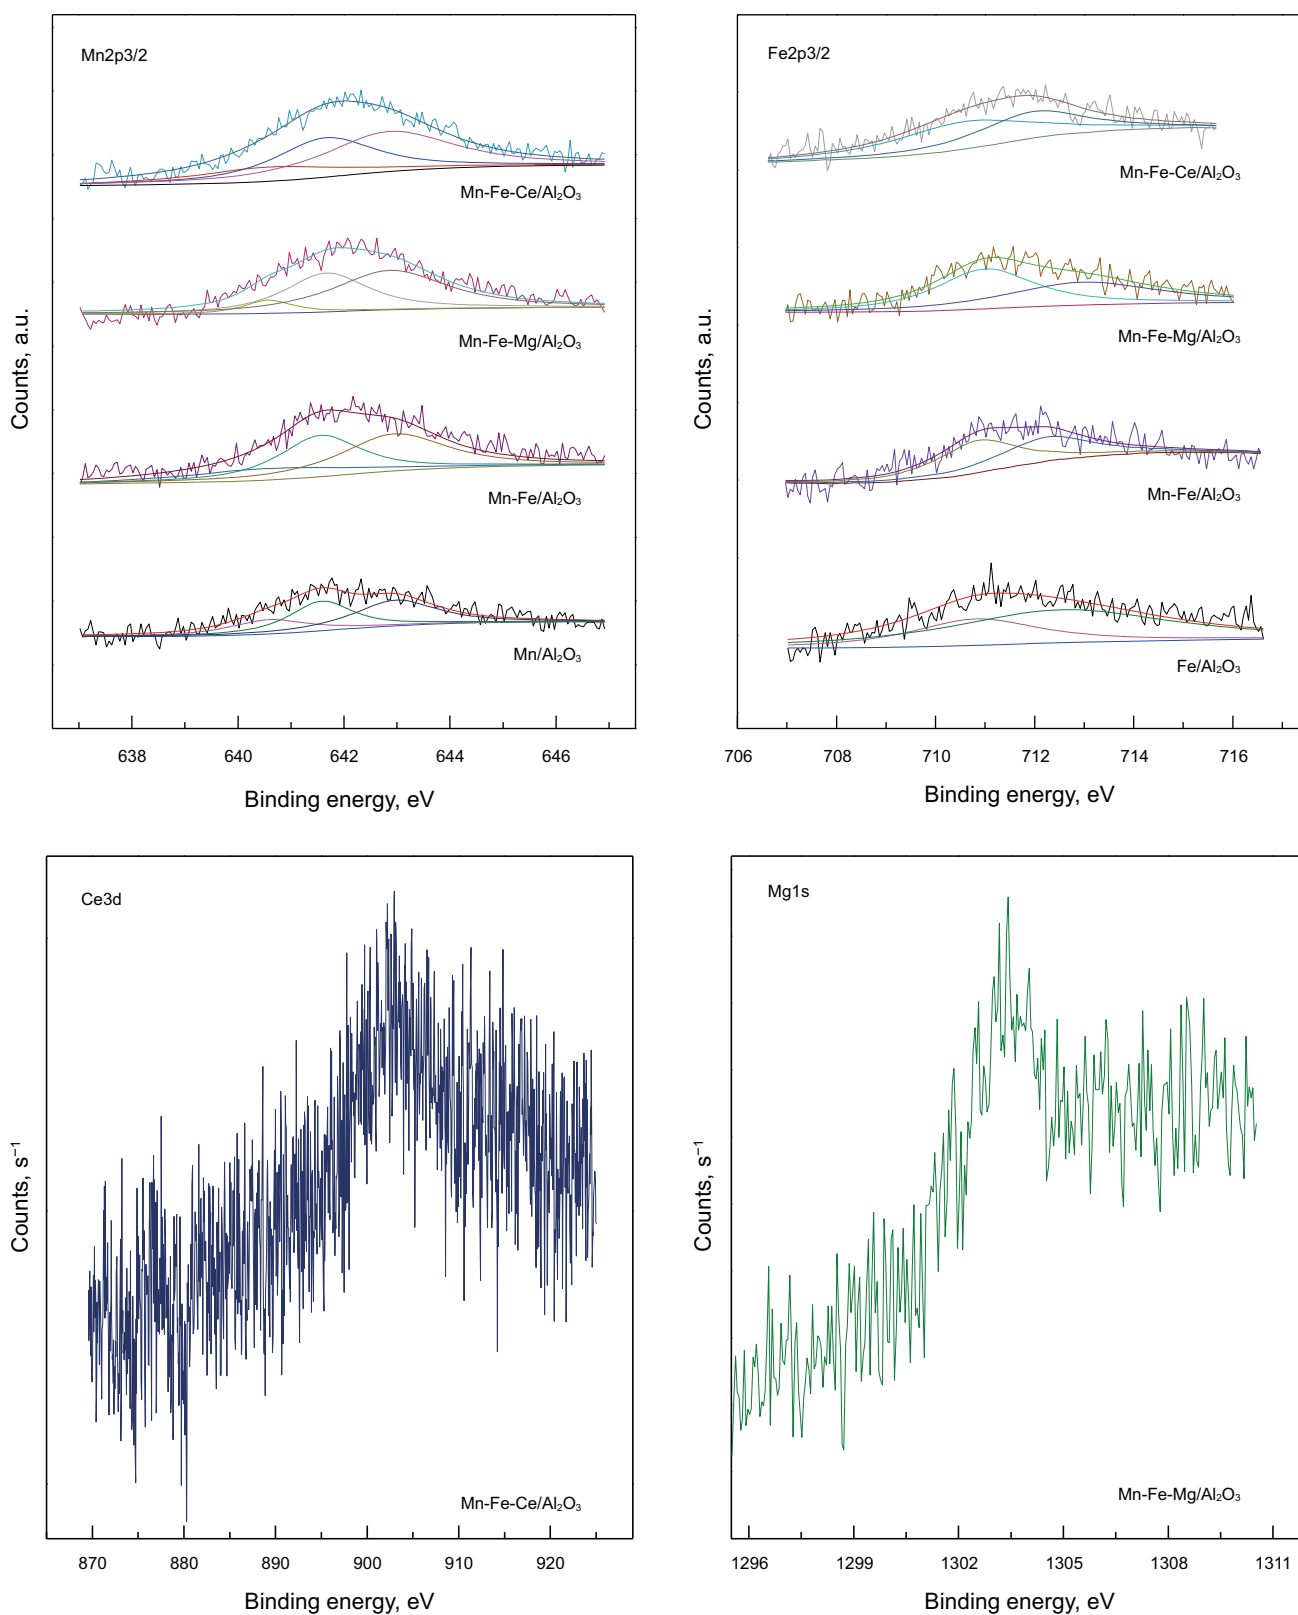 Mn2p3/2
Mn-Fe-Ce/Al₂O₃
Mn-Fe-Mg/Al₂O₃
Mn-Fe/Al₂O₃
Mn/Al₂O₃
Counts, a.u.
638 640 642 644 646
Binding energy, eV
Fe2p3/2
Mn-Fe-Ce/Al₂O₃
Mn-Fe-Mg/Al₂O₃
Mn-Fe/Al₂O₃
Fe/Al₂O₃
Counts, a.u.
706 708 710 712 714 716
Binding energy, eV
Ce3d
Counts, s⁻¹
Mn-Fe-Ce/Al₂O₃
870 880 890 900 910 920
Binding energy, eV
Mg1s
Counts, s⁻¹
Mn-Fe-Mg/Al₂O₃
1296 1299 1302 1305 1308 1311
Binding energy, eV